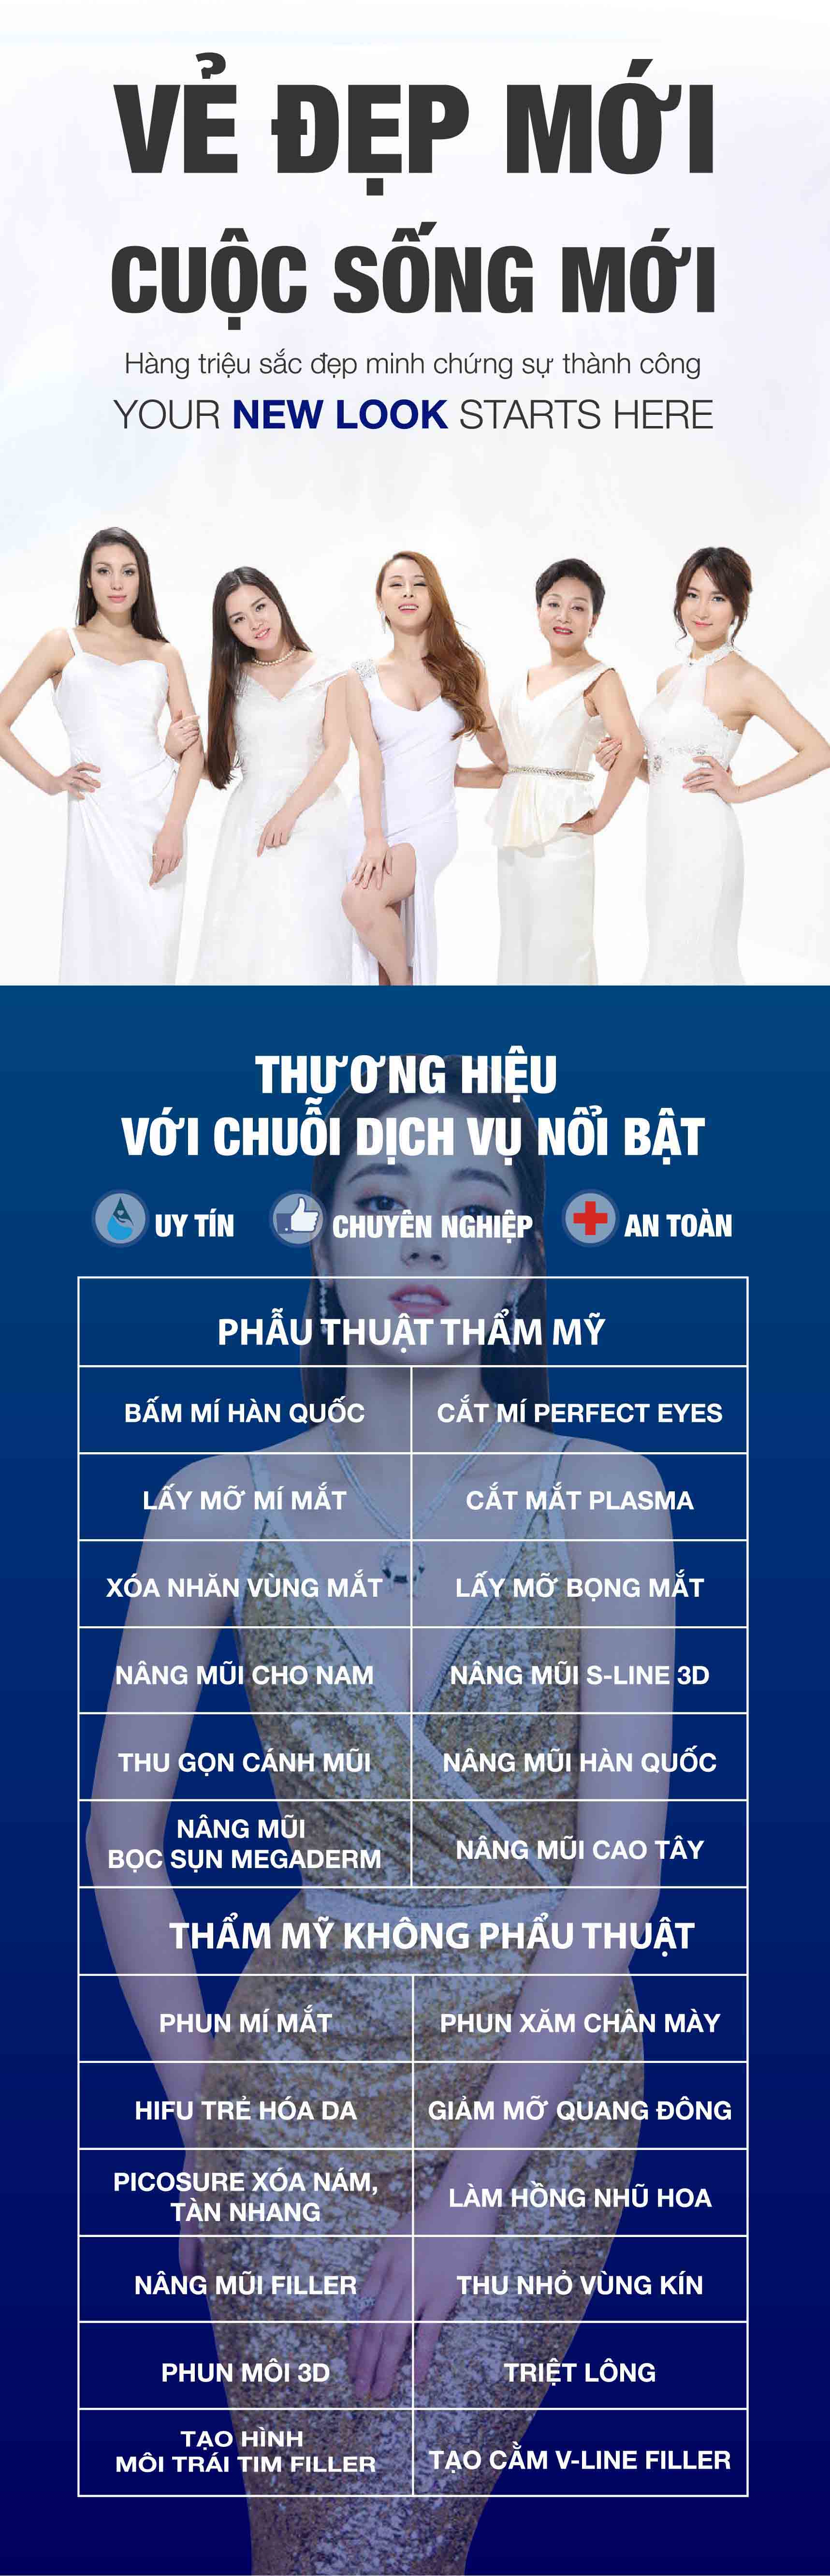 VẺ ĐẸP MỚI
CUỘC SỐNG MỚI
Hàng triệu sắc đẹp minh chứng sự thành công
YOUR NEW LOOK STARTS HERE
THƯƠNG HIỆU
VỚI CHUỖI DỊCH VỤ NỔI BẬT
UY TÍN CHUYÊN NGHIỆP AN TOÀN
PHẪU THUẬT THẨM MỸ
BẤM MÍ HÀN QUỐC CẮT MÍ PERFECT EYES
LẤY MỠ MÍ MẮT CẮT MẮT PLASMA
XÓA NHĂN VÙNG MẮT LẤY MỠ BỌNG MẮT
NÂNG MŨI CHO NAM NÂNG MŨI S-LINE 3D
THU GỌN CÁNH MŨI NÂNG MŨI HÀN QUỐC
NÂNG MŨI
BỌC SỤN MEGADERM
NÂNG MŨI CAO TÂY
THẨM MỸ KHÔNG PHẨU THUẬT
PHUN MÍ MẮT PHUN XĂM CHÂN MÀY
HIFU TRẺ HÓA DA GIẢM MỠ QUANG ĐÔNG
PICOSURE XÓA NÁM,
TÀN NHANG
LÀM HỒNG NHŨ HOA
NÂNG MŨI FILLER THU NHỎ VÙNG KÍN
PHUN MÔI 3D TRIỆT LÔNG
TẠO HÌNH
MÔI TRÁI TIM FILLER
TẠO CẰM V-LINE FILLER